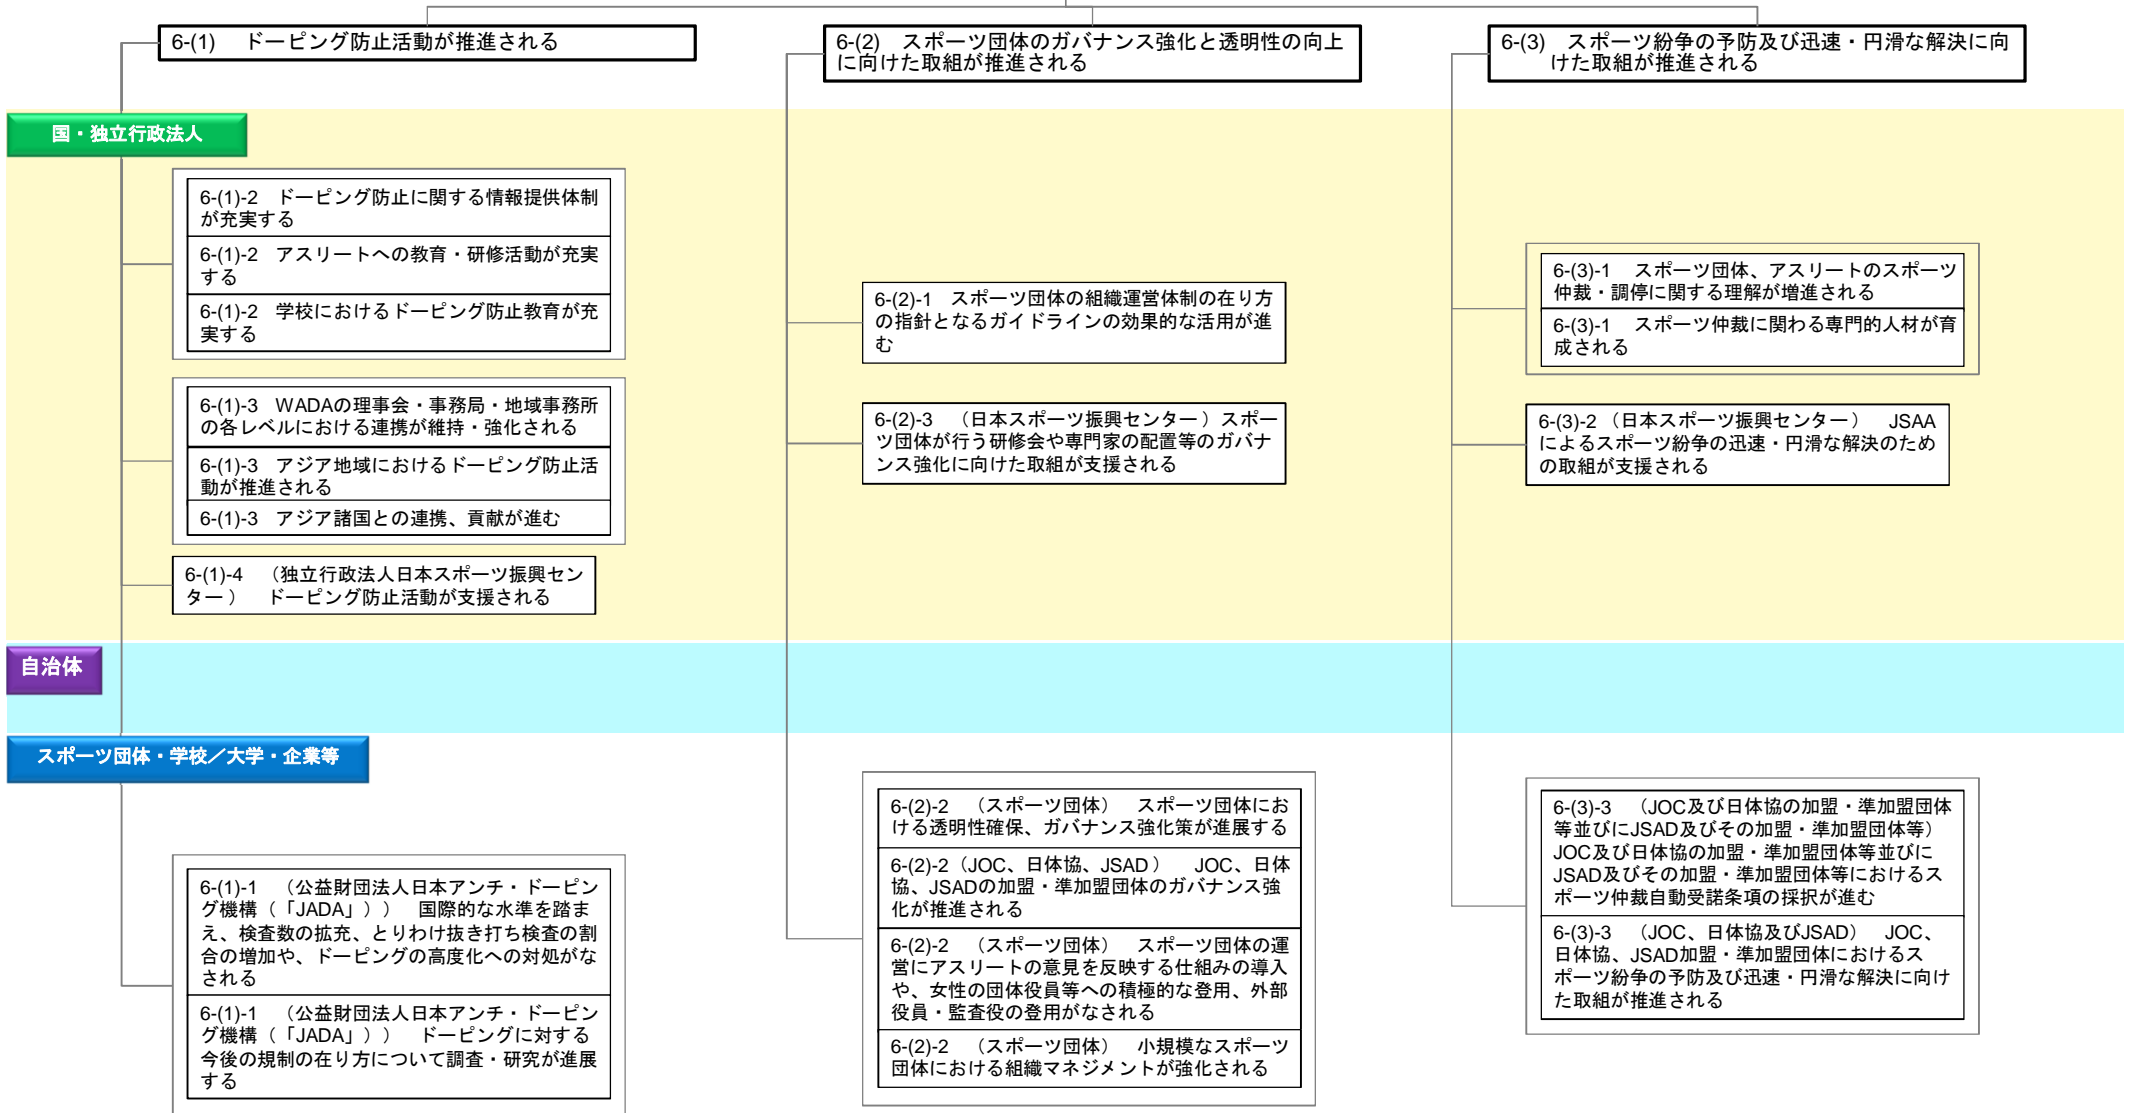 6-(1)　ドーピング防止活動が推進される
6-(2)　スポーツ団体のガバナンス強化と透明性の向上
に向けた取組が推進される
6-(3)　スポーツ紛争の予防及び迅速・円滑な解決に向
けた取組が推進される
国・独立行政法人
6-(1)-2　ドーピング防止に関する情報提供体制
が充実する
6-(1)-2　アスリートへの教育・研修活動が充実
する
6-(1)-2　学校におけるドーピング防止教育が充
実する
6-(1)-3　WADAの理事会・事務局・地域事務所
の各レベルにおける連携が維持・強化される
6-(1)-3　アジア地域におけるドーピング防止活
動が推進される
6-(1)-3　アジア諸国との連携、貢献が進む
6-(1)-4　（独立行政法人日本スポーツ振興セン
ター）　ドーピング防止活動が支援される
6-(2)-1　スポーツ団体の組織運営体制の在り方
の指針となるガイドラインの効果的な活用が進
む
6-(2)-3　（日本スポーツ振興センター）スポー
ツ団体が行う研修会や専門家の配置等のガバナ
ンス強化に向けた取組が支援される
6-(3)-1　スポーツ団体、アスリートのスポーツ
仲裁・調停に関する理解が増進される
6-(3)-1　スポーツ仲裁に関わる専門的人材が育
成される
6-(3)-2（日本スポーツ振興センター）　JSAA
によるスポーツ紛争の迅速・円滑な解決のため
の取組が支援される
自治体
スポーツ団体・学校／大学・企業等
6-(1)-1　（公益財団法人日本アンチ・ドーピン
グ機構（「JADA」））　国際的な水準を踏ま
え、検査数の拡充、とりわけ抜き打ち検査の割
合の増加や、ドーピングの高度化への対処がな
される
6-(1)-1　（公益財団法人日本アンチ・ドーピン
グ機構（「JADA」））　ドーピングに対する
今後の規制の在り方について調査・研究が進展
する
6-(2)-2　（スポーツ団体）　スポーツ団体にお
ける透明性確保、ガバナンス強化策が進展する
6-(2)-2（JOC、日体協、JSAD）　JOC、日体
協、JSADの加盟・準加盟団体のガバナンス強
化が推進される
6-(2)-2　（スポーツ団体）　スポーツ団体の運
営にアスリートの意見を反映する仕組みの導入
や、女性の団体役員等への積極的な登用、外部
役員・監査役の登用がなされる
6-(2)-2　（スポーツ団体）　小規模なスポーツ
団体における組織マネジメントが強化される
6-(3)-3　（JOC及び日体協の加盟・準加盟団体
等並びにJSAD及びその加盟・準加盟団体等）
JOC及び日体協の加盟・準加盟団体等並びに
JSAD及びその加盟・準加盟団体等におけるス
ポーツ仲裁自動受諾条項の採択が進む
6-(3)-3　（JOC、日体協及びJSAD）　JOC、
日体協、JSAD加盟・準加盟団体におけるス
ポーツ紛争の予防及び迅速・円滑な解決に向け
た取組が推進される